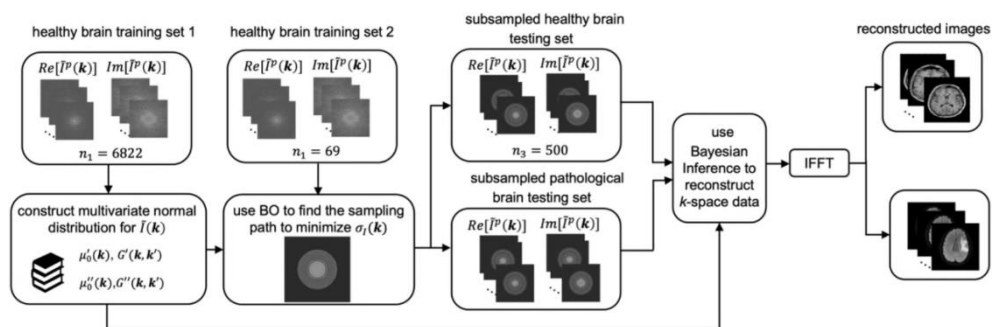 healthy brain training set 1
Re[Ĩᵖ(k)] Im[Ĩᵖ(k)]
n₁ = 6822
construct multivariate normal
distribution for Ĩ(k)
μ′₀(k), G′(k,k′)
μ″₀(k),G″(k,k′)
healthy brain training set 2
Re[Ĩᵖ(k)] Im[Ĩᵖ(k)]
n₁ = 69
use BO to find the sampling
path to minimize σ_I(k)
subsampled healthy brain
testing set
Re[Ĩᵖ(k)] Im[Ĩᵖ(k)]
n₃ = 500
subsampled pathological
brain testing set
Re[Ĩᵖ(k)] Im[Ĩᵖ(k)]
use
Bayesian
Inference to
reconstruct
k-space data
IFFT
reconstructed images